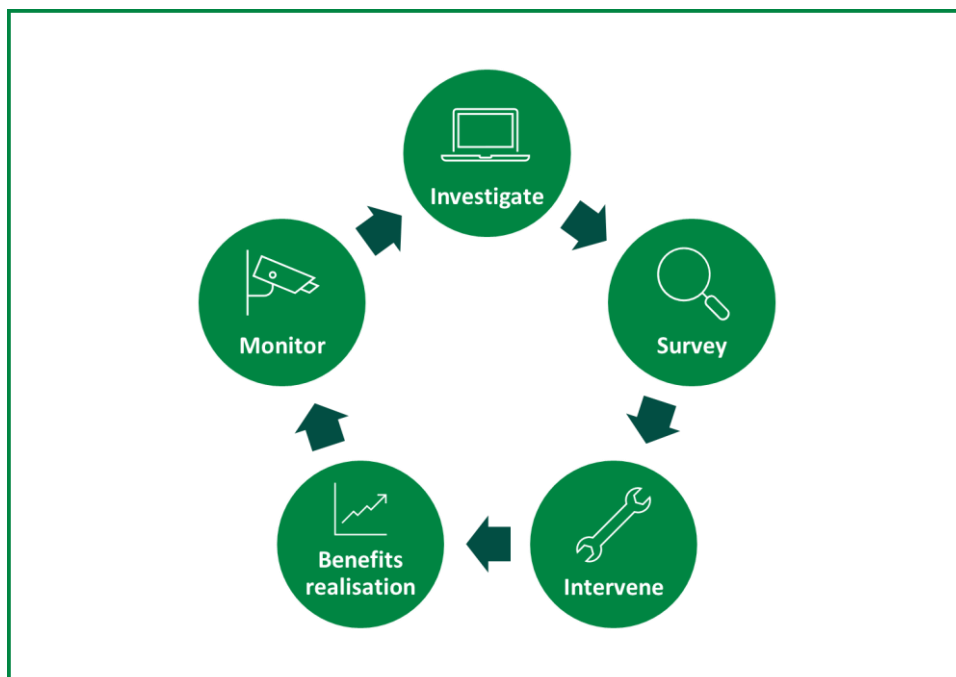 Investigate
Survey
Intervene
Benefits
realisation
Monitor